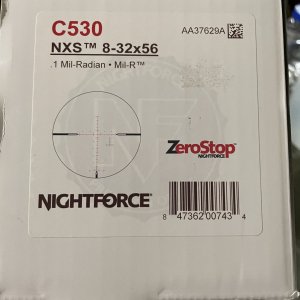 C530
AA37629A
NXS™ 8-32x56
.1 Mil-Radian • Mil-R™
ZeroStop
NIGHTFORCE
NIGHTFORCE
8 47362 00743 4